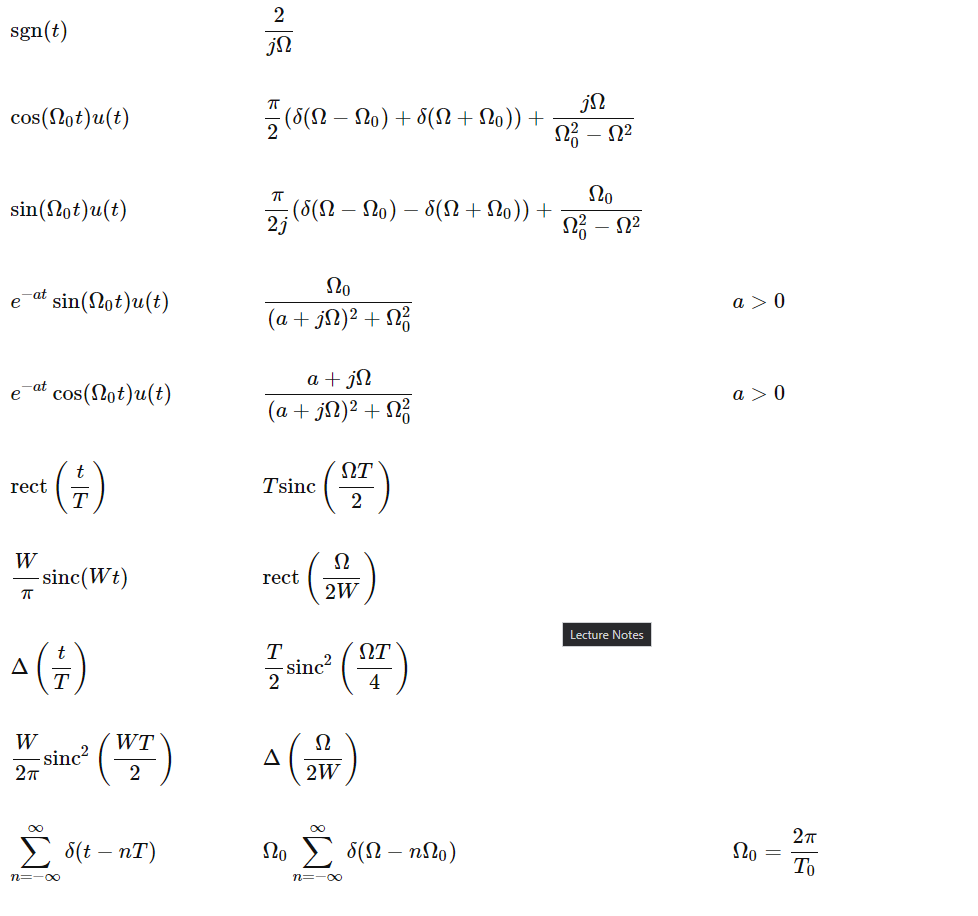 sgn(t) 2/(jΩ)
cos(Ω₀t)u(t) π/2 (δ(Ω − Ω₀) + δ(Ω + Ω₀)) + jΩ/(Ω₀² − Ω²)
sin(Ω₀t)u(t) π/(2j) (δ(Ω − Ω₀) − δ(Ω + Ω₀)) + Ω₀/(Ω₀² − Ω²)
e^(−at) sin(Ω₀t)u(t) Ω₀/((a + jΩ)² + Ω₀²) a > 0
e^(−at) cos(Ω₀t)u(t) (a + jΩ)/((a + jΩ)² + Ω₀²) a > 0
rect(t/T) Tsinc(ΩT/2)
W/π sinc(Wt) rect(Ω/(2W))
Lecture Notes
Δ(t/T) T/2 sinc²(ΩT/4)
W/(2π) sinc²(WT/2) Δ(Ω/(2W))
∑_{n=−∞}^{∞} δ(t − nT) Ω₀ ∑_{n=−∞}^{∞} δ(Ω − nΩ₀) Ω₀ = 2π/T₀